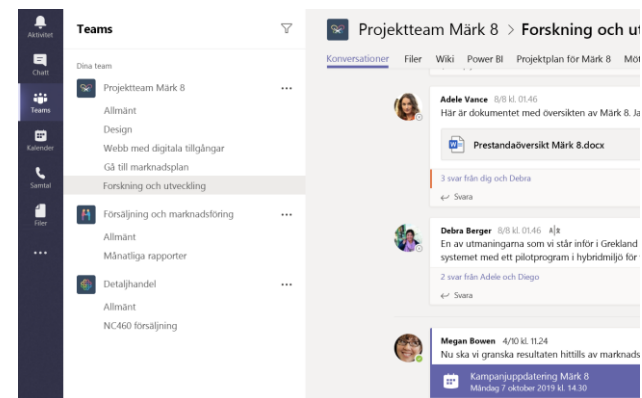 Aktivitet
Chatt
Teams
Kalender
Samtal
Filer
Teams
Dina team
Projektteam Märk 8
Allmänt
Design
Webb med digitala tillgångar
Gå till marknadsplan
Forskning och utveckling
Försäljning och marknadsföring
Allmänt
Månatliga rapporter
Detaljhandel
Allmänt
NC460 försäljning
Projektteam Märk 8 > Forskning och ut
Konversationer Filer Wiki Power BI Projektplan för Märk 8 Möt
Adele Vance 8/8 kl. 01.46
Här är dokumentet med översikten av Märk 8. Ja
Prestandaöversikt Märk 8.docx
3 svar från dig och Debra
Svara
Debra Berger 8/8 kl. 01.46
En av utmaningarna som vi står inför i Grekland
systemet med ett pilotprogram i hybridmiljö för
2 svar från Adele och Diego
Svara
Megan Bowen 4/10 kl. 11.24
Nu ska vi granska resultaten hittills av marknads
Kampanjuppdatering Märk 8
Måndag 7 oktober 2019 kl. 14.30